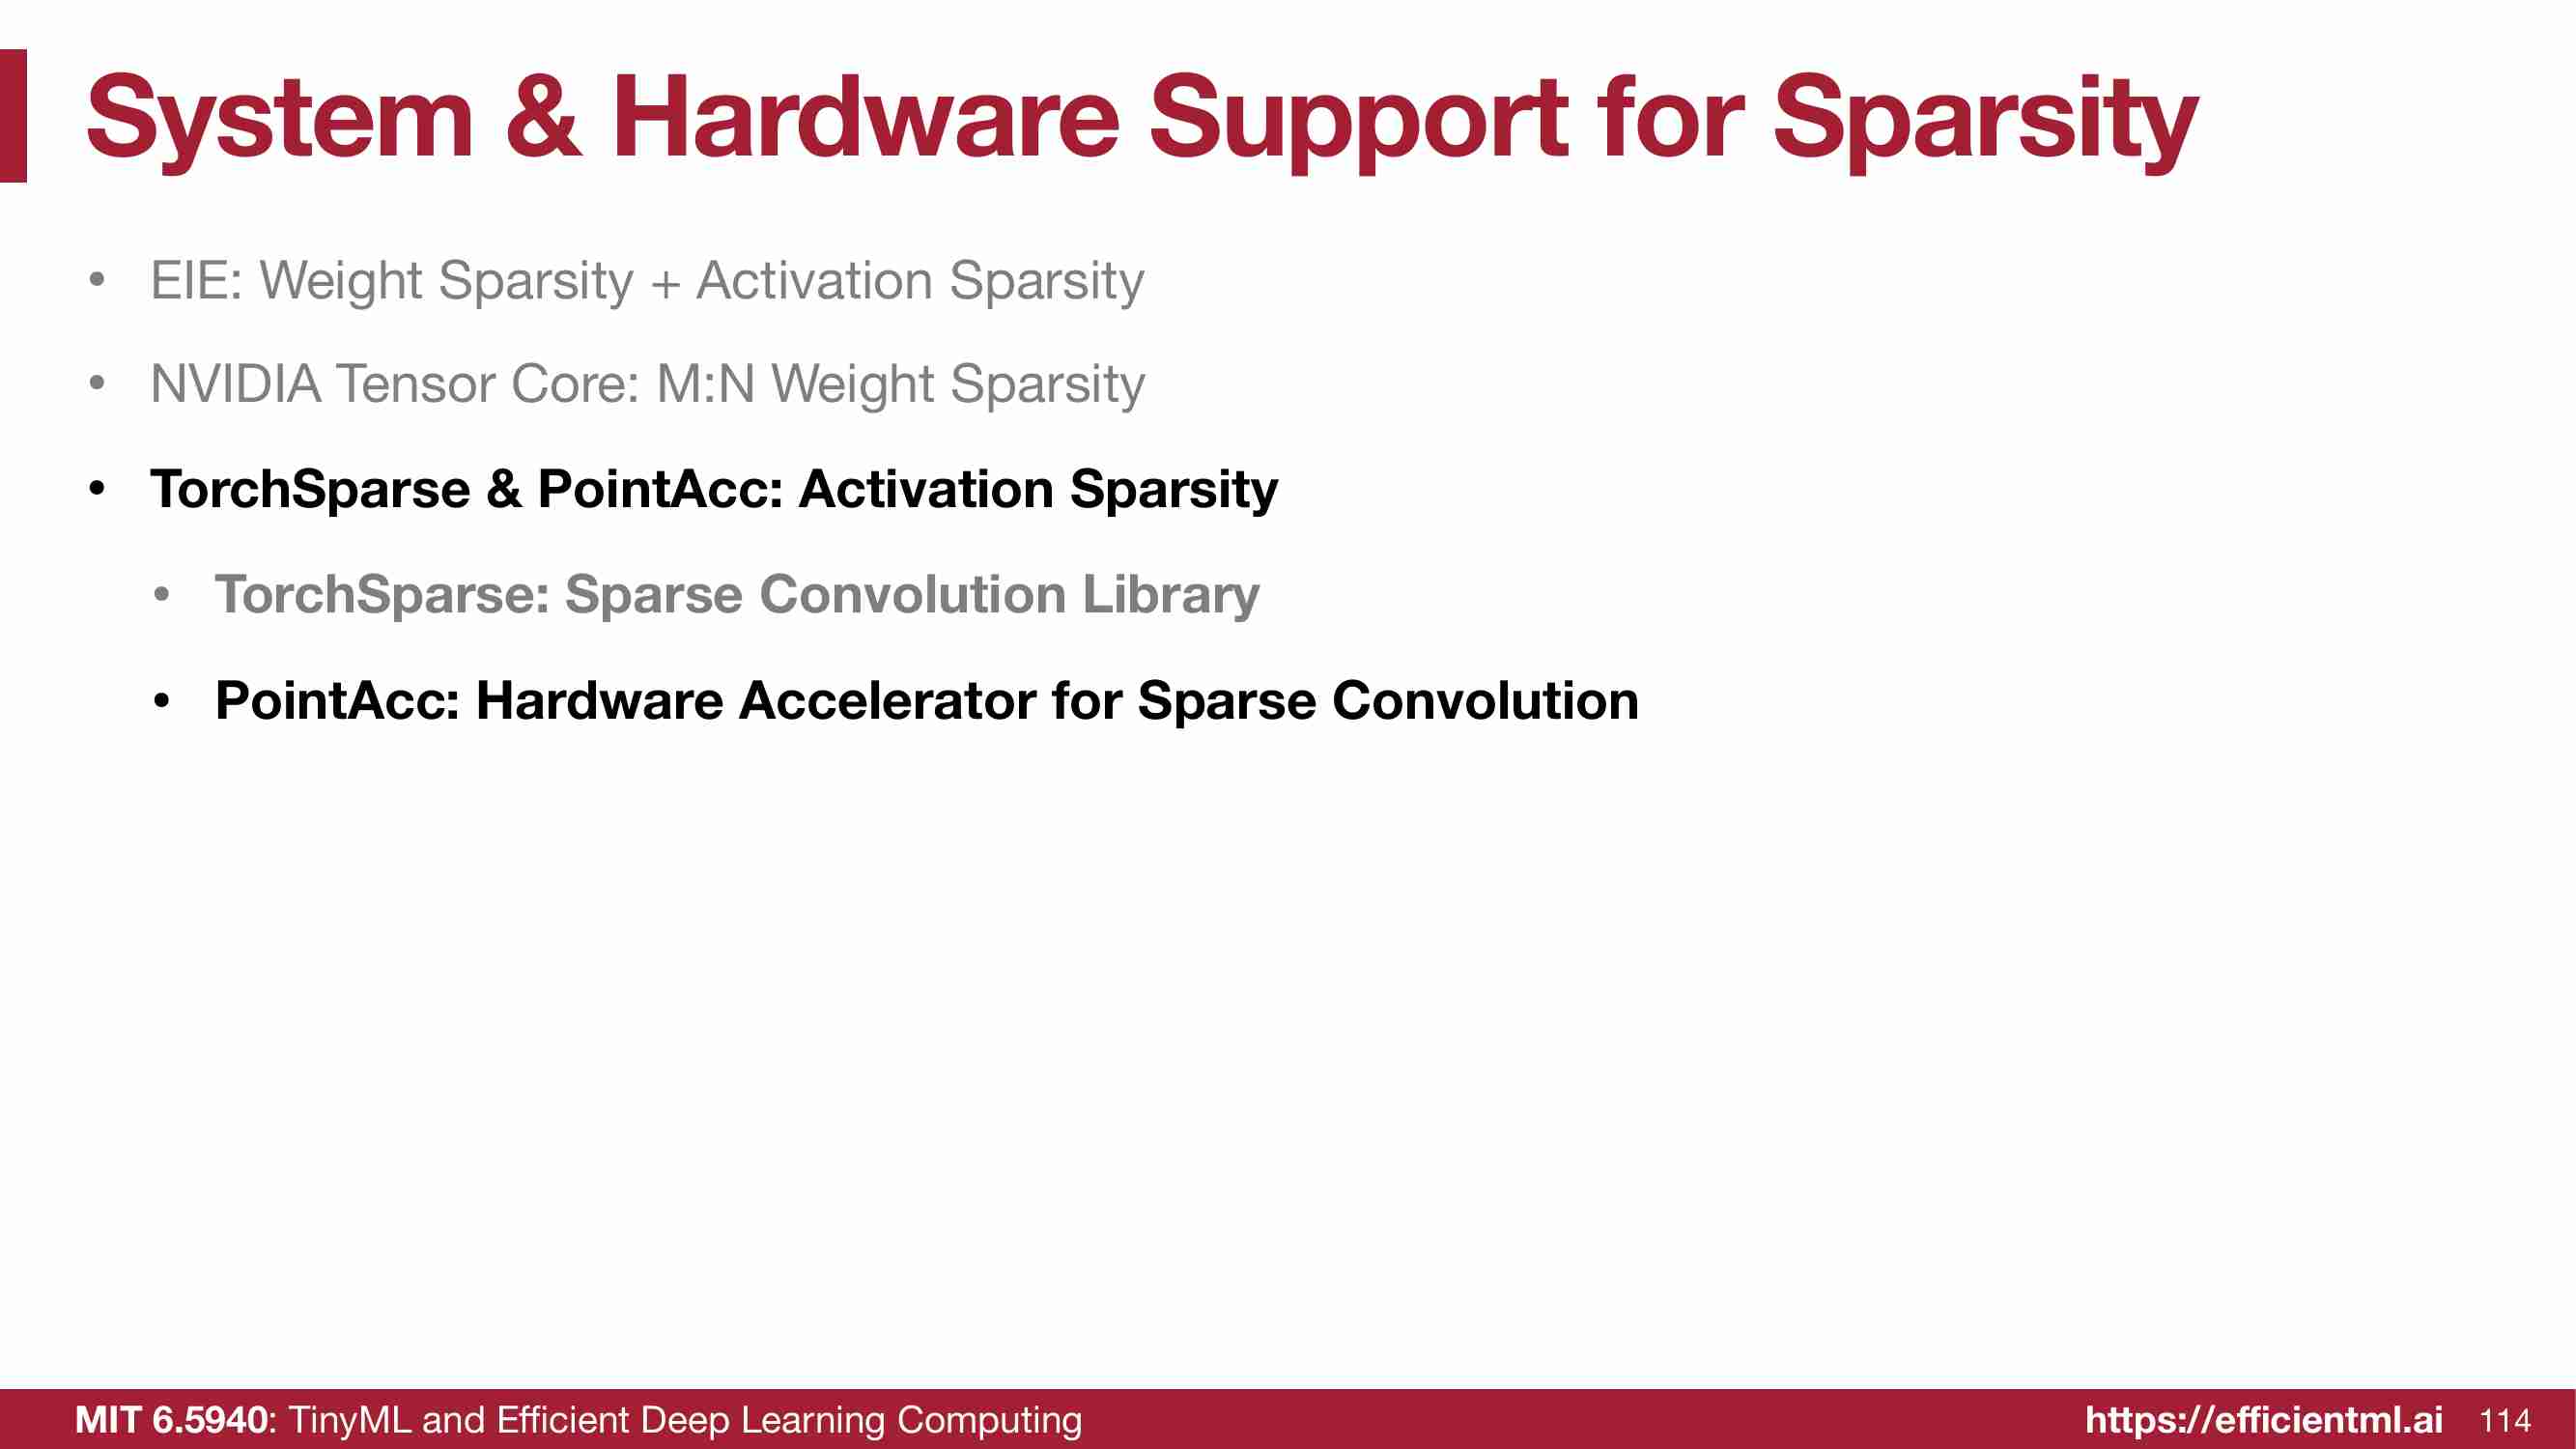 System & Hardware Support for Sparsity
• EIE: Weight Sparsity + Activation Sparsity
• NVIDIA Tensor Core: M:N Weight Sparsity
• TorchSparse & PointAcc: Activation Sparsity
• TorchSparse: Sparse Convolution Library
• PointAcc: Hardware Accelerator for Sparse Convolution
MIT 6.5940: TinyML and Efficient Deep Learning Computing https://efficientml.ai 114